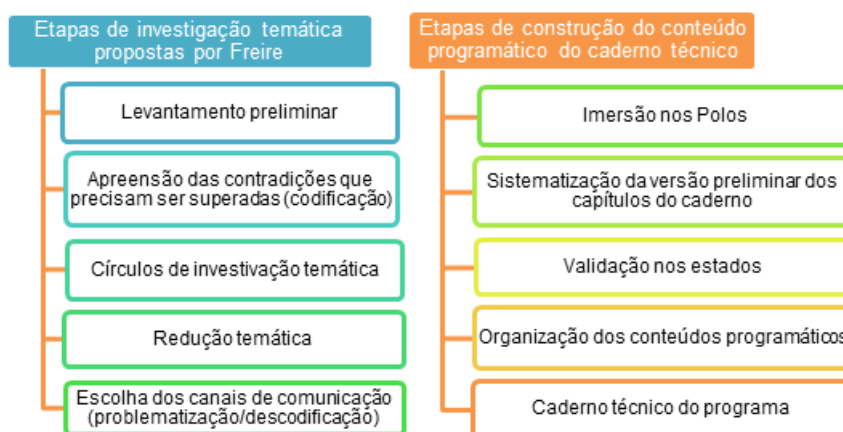 Etapas de investigação temática
propostas por Freire
Levantamento preliminar
Apreensão das contradições que
precisam ser superadas (codificação)
Círculos de investivação temática
Redução temática
Escolha dos canais de comunicação
(problematização/descodificação)
Etapas de construção do conteúdo
programático do caderno técnico
Imersão nos Polos
Sistematização da versão preliminar dos
capítulos do caderno
Validação nos estados
Organização dos conteúdos programáticos
Caderno técnico do programa